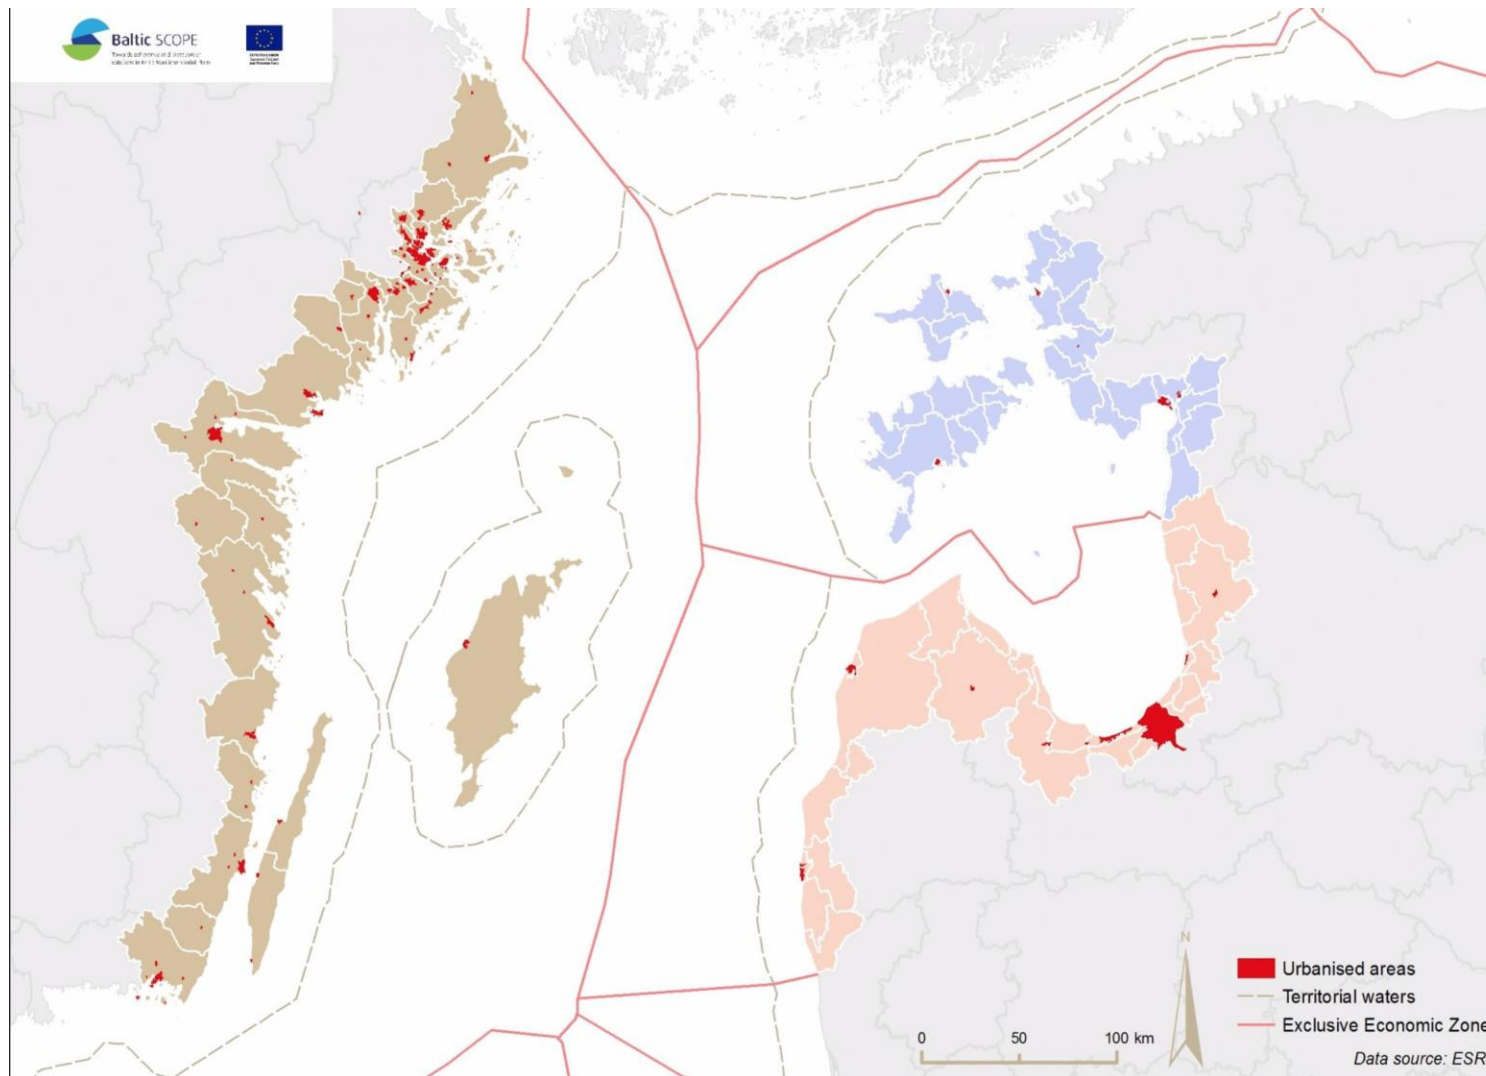 Baltic SCOPE
N
Urbanised areas
Territorial waters
Exclusive Economic Zone
0 50 100 km
Data source: ESR